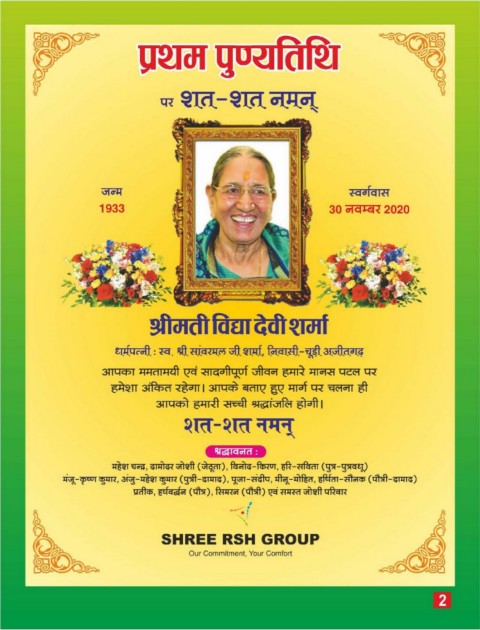 प्रथम पुण्यतिथि
पर शत-शत नमन्
जन्म
1933
स्वर्गवास
30 नवम्बर 2020
श्रीमती विद्या देवी शर्मा
धर्मपत्नी : स्व. श्री सांवरमल जी शर्मा, निवासी-चूड़ी अजीतगढ़
आपका ममतामयी एवं सादगीपूर्ण जीवन हमारे मानस पटल पर
हमेशा अंकित रहेगा। आपके बताए हुए मार्ग पर चलना ही
आपको हमारी सच्ची श्रद्धांजलि होगी।
शत-शत नमन्
श्रद्धावनत :
महेश चन्द्र, दामोदर जोशी (जेठूता), विनोद-किरण, हरि-सविता (पुत्र-पुत्रवधू)
मंजू-कृष्ण कुमार, अंजु-महेश कुमार (पुत्री-दामाद), पूजा-संदीप, मीनू-मोहित, हर्षिता-सौनक (पौत्री-दामाद)
प्रतीक, हर्षवर्द्धन (पौत्र), सिमरन (पौत्री) एवं समस्त जोशी परिवार
SHREE RSH GROUP
Our Commitment, Your Comfort
2